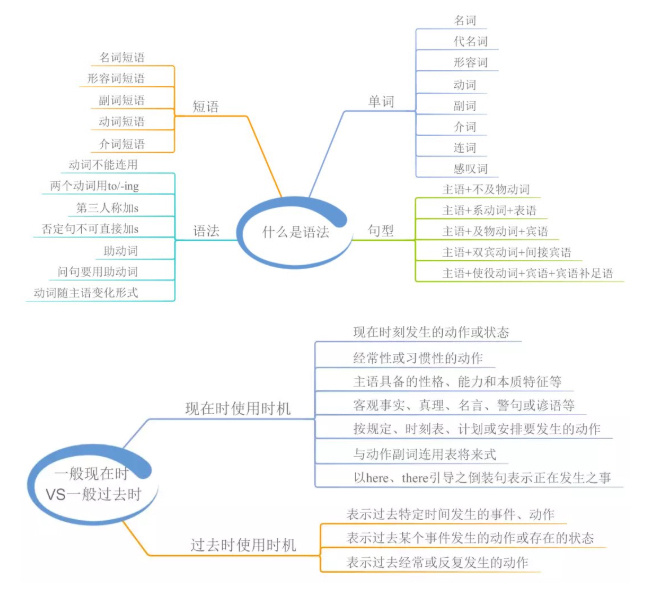 名词短语
形容词短语
副词短语
动词短语
介词短语
短语
动词不能连用
两个动词用to/-ing
第三人称加s
否定句不可直接加s
助动词
问句要用助动词
动词随主语变化形式
语法
什么是语法
单词
名词
代名词
形容词
动词
副词
介词
连词
感叹词
句型
主语+不及物动词
主语+系动词+表语
主语+及物动词+宾语
主语+双宾动词+间接宾语
主语+使役动词+宾语+宾语补足语
一般现在时
VS一般过去时
现在时使用时机
现在时刻发生的动作或状态
经常性或习惯性的动作
主语具备的性格、能力和本质特征等
客观事实、真理、名言、警句或谚语等
按规定、时刻表、计划或安排要发生的动作
与动作副词连用表将来式
以here、there引导之倒装句表示正在发生之事
过去时使用时机
表示过去特定时间发生的事件、动作
表示过去某个事件发生的动作或存在的状态
表示过去经常或反复发生的动作